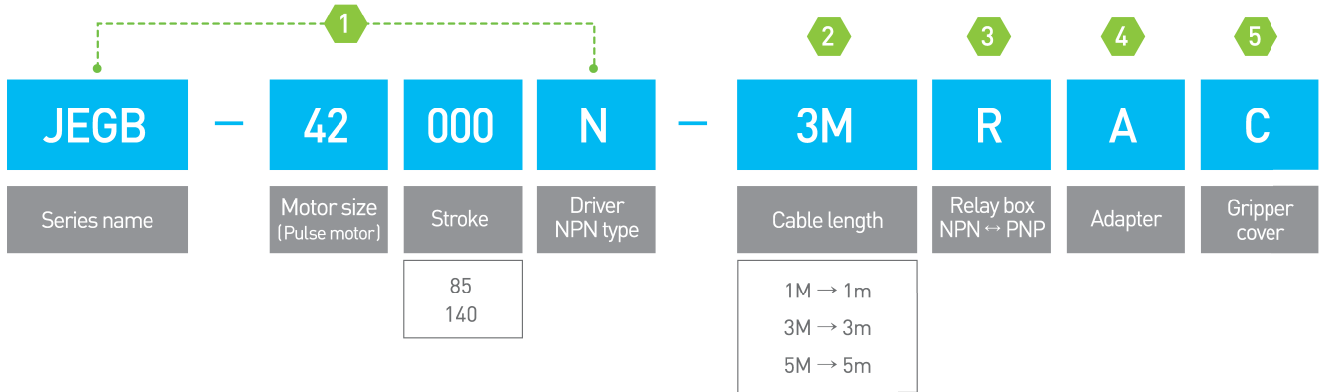 1
2
3
4
5
JEGB – 42 000 N – 3M R A C
Series name
Motor size
(Pulse motor)
Stroke
Driver
NPN type
Cable length
Relay box
NPN ↔ PNP
Adapter
Gripper
cover
85
140
1M → 1m
3M → 3m
5M → 5m